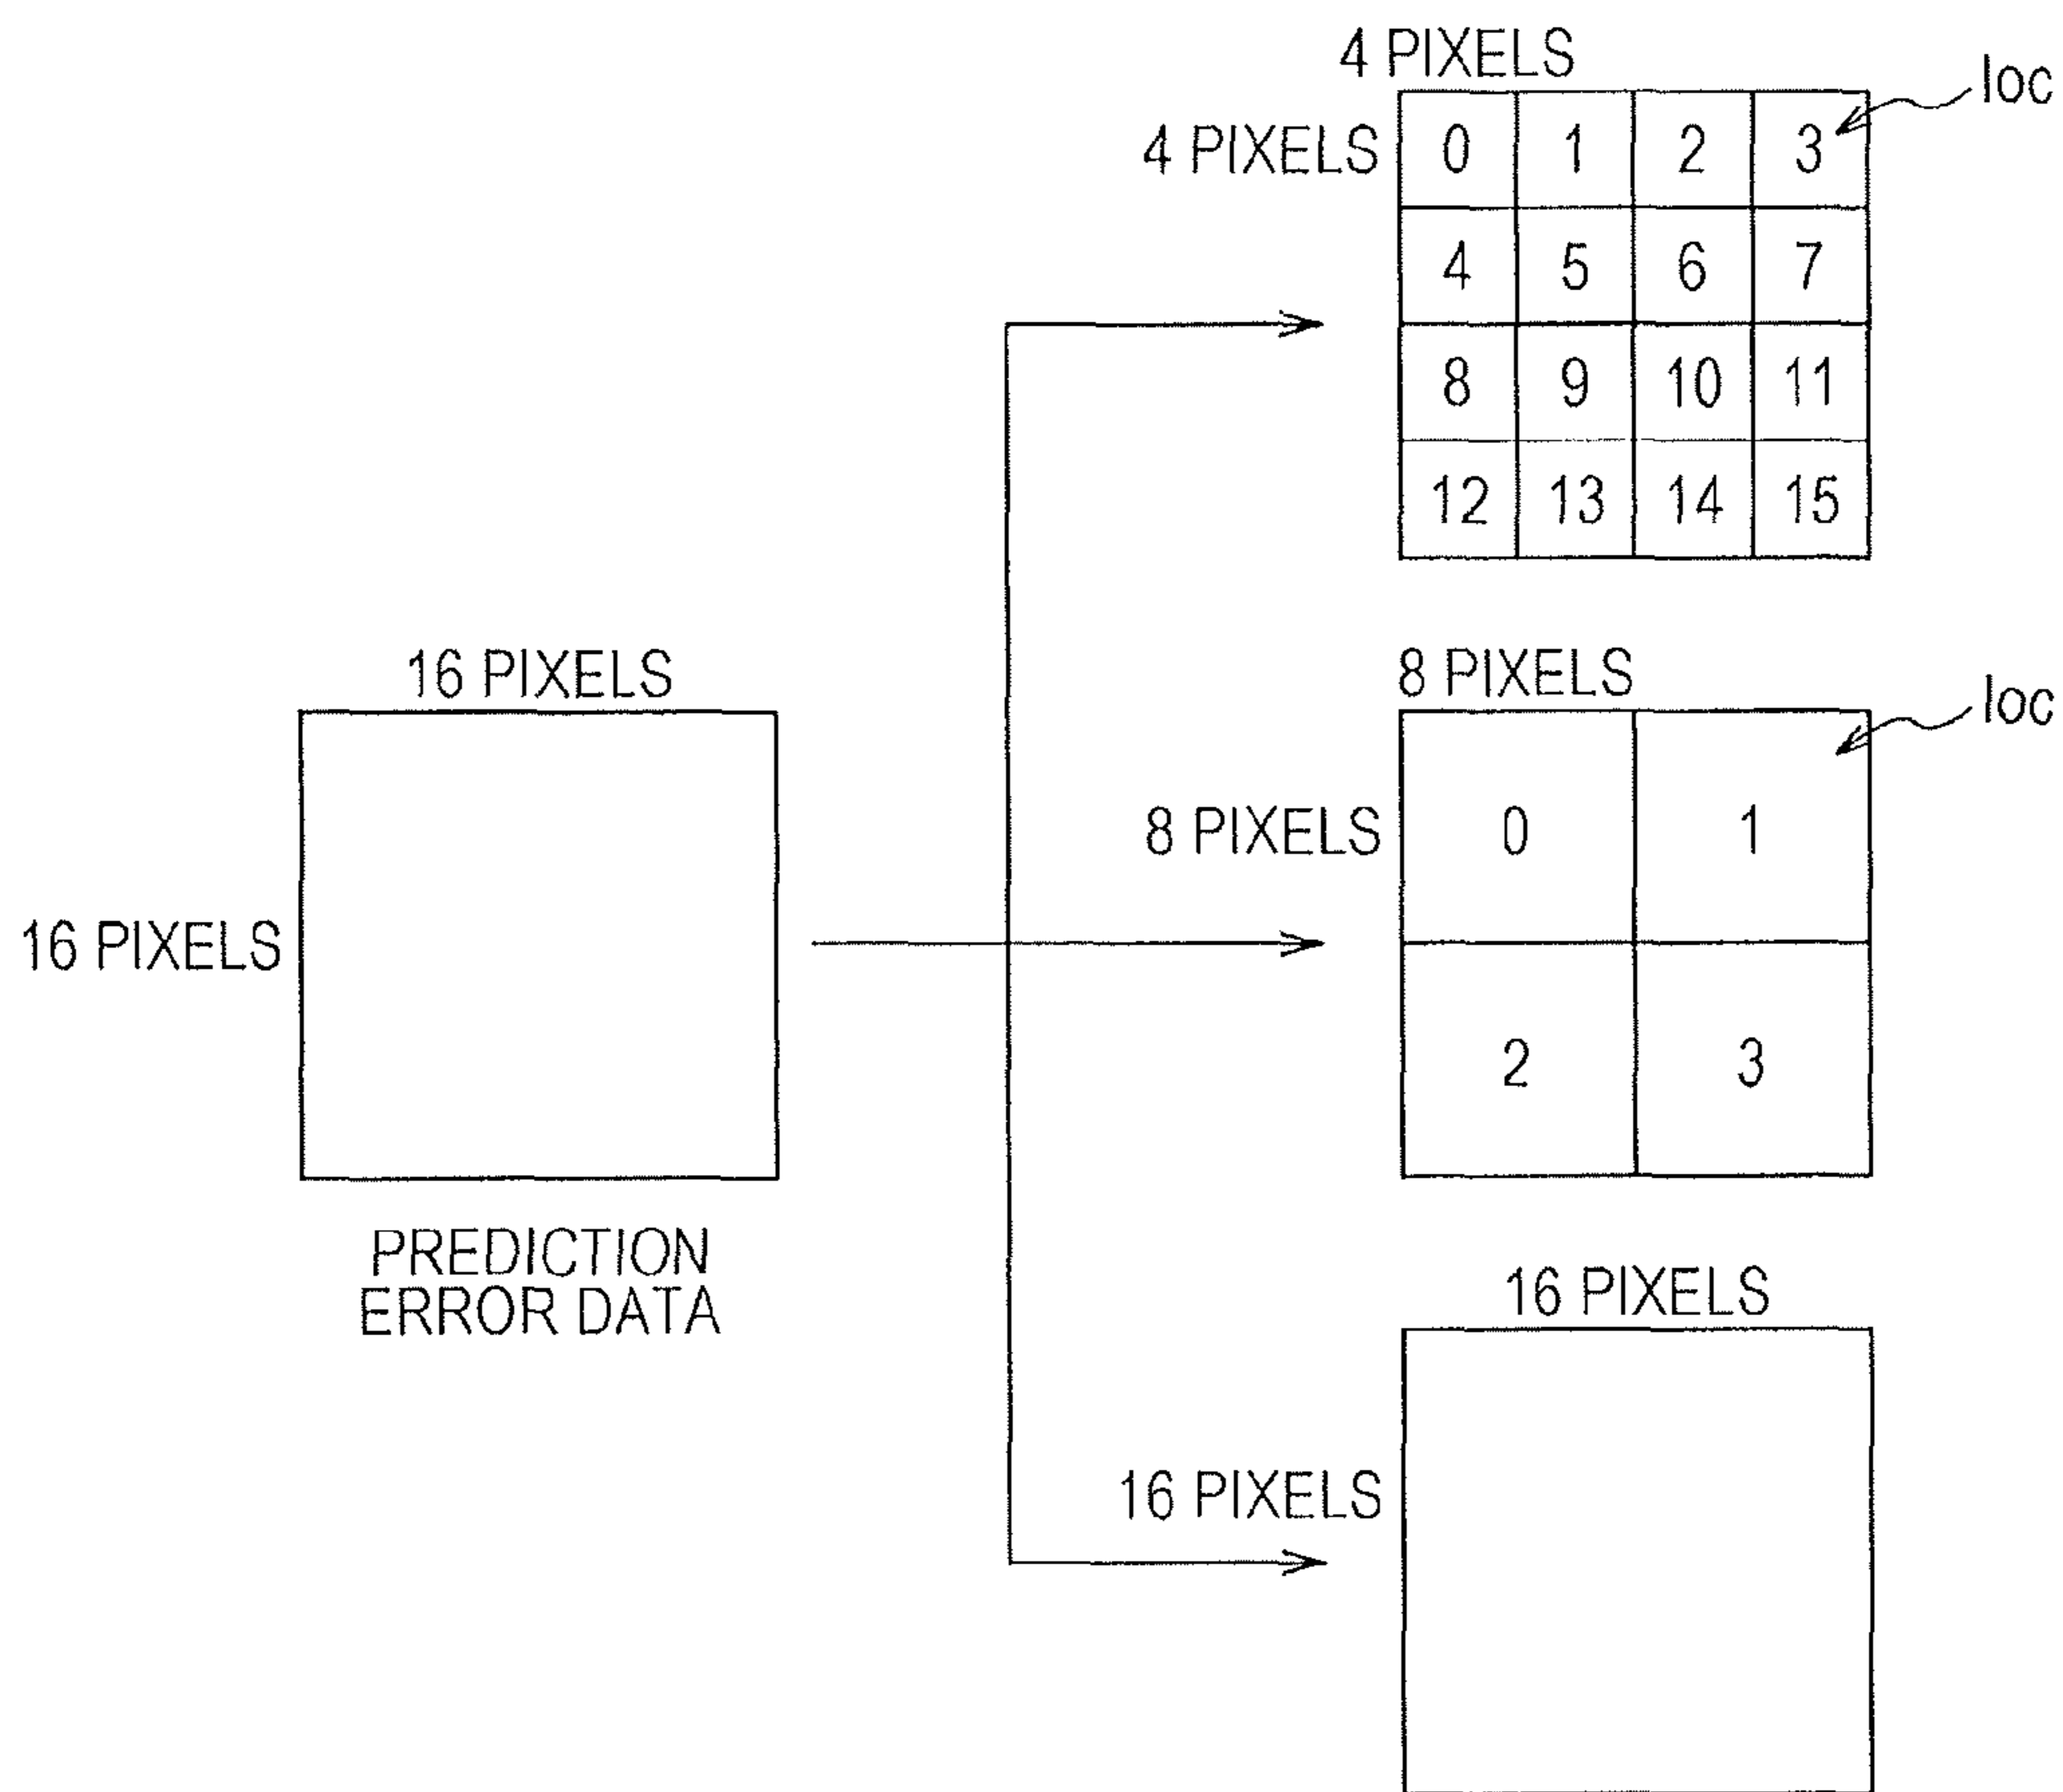 4 PIXELS
loc
4 PIXELS
0 1 2 3
4 5 6 7
8 9 10 11
12 13 14 15
16 PIXELS
16 PIXELS
PREDICTION
ERROR DATA
8 PIXELS
loc
8 PIXELS
0 1
2 3
16 PIXELS
16 PIXELS